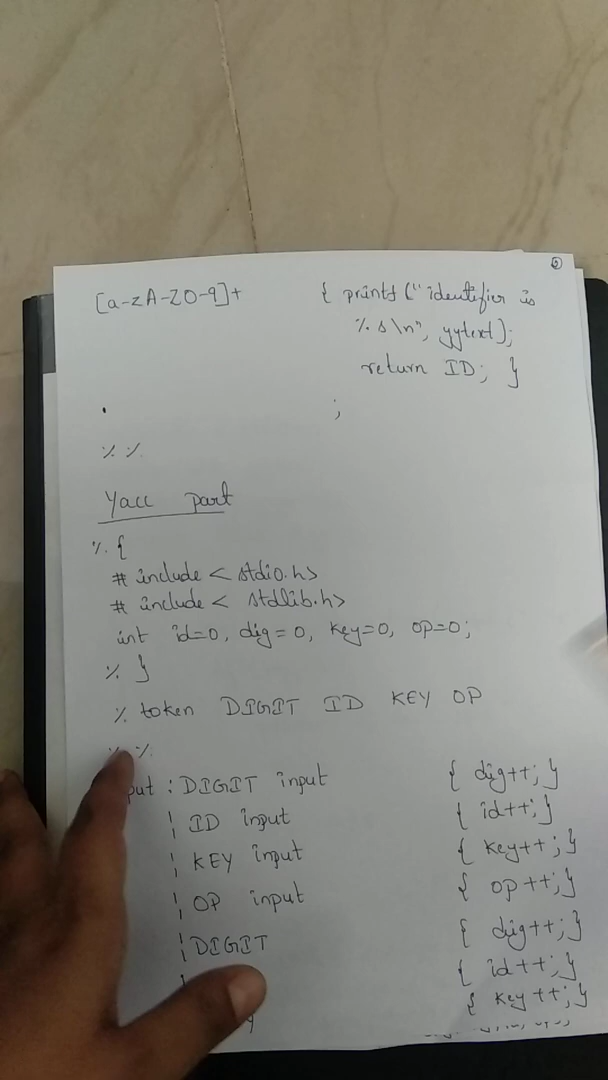 6
[a-zA-Z0-9]+ { printf ("identifier is
%s\n", yytext);
return ID; }
. ;
%%
Yacc part
%{
# include < stdio.h>
# include < stdlib.h>
int id=0, dig=0, key=0, op=0;
%}
% token DIGIT ID KEY OP
%%
put : DIGIT input { dig++; }
| ID input { id++; }
| KEY input { key++; }
| OP input { op++; }
| DIGIT { dig++; }
{ id++; }
{ key++; }